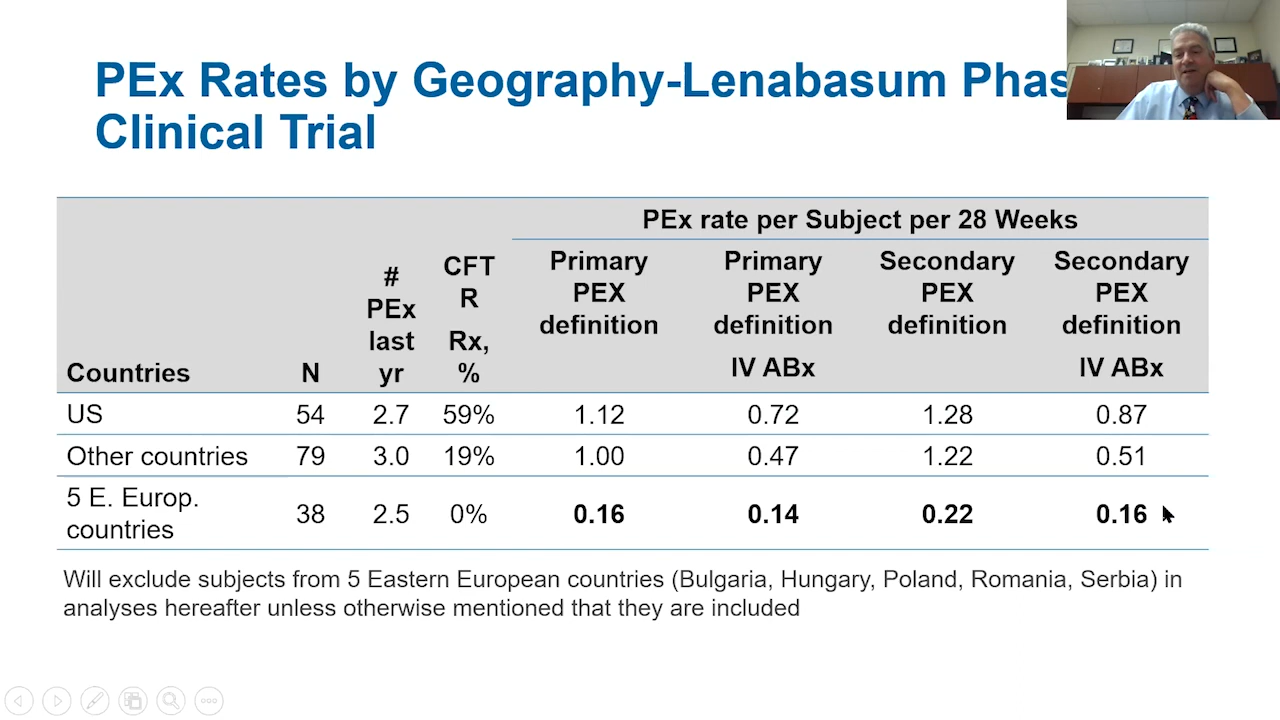 PEx Rates by Geography-Lenabasum Phas
Clinical Trial
PEx rate per Subject per 28 Weeks
Countries
N
#
PEx
last
yr
CFT
R
Rx,
%
Primary
PEX
definition
Primary
PEX
definition
IV ABx
Secondary
PEX
definition
Secondary
PEX
definition
IV ABx
US 54 2.7 59% 1.12 0.72 1.28 0.87
Other countries 79 3.0 19% 1.00 0.47 1.22 0.51
5 E. Europ.
countries 38 2.5 0% 0.16 0.14 0.22 0.16
Will exclude subjects from 5 Eastern European countries (Bulgaria, Hungary, Poland, Romania, Serbia) in
analyses hereafter unless otherwise mentioned that they are included